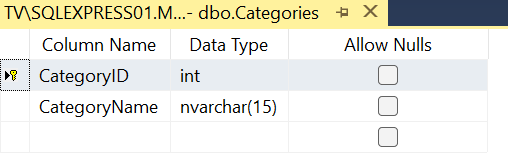 TV\SQLEXPRESS01.M...- dbo.Categories
Column Name Data Type Allow Nulls
CategoryID int
CategoryName nvarchar(15)